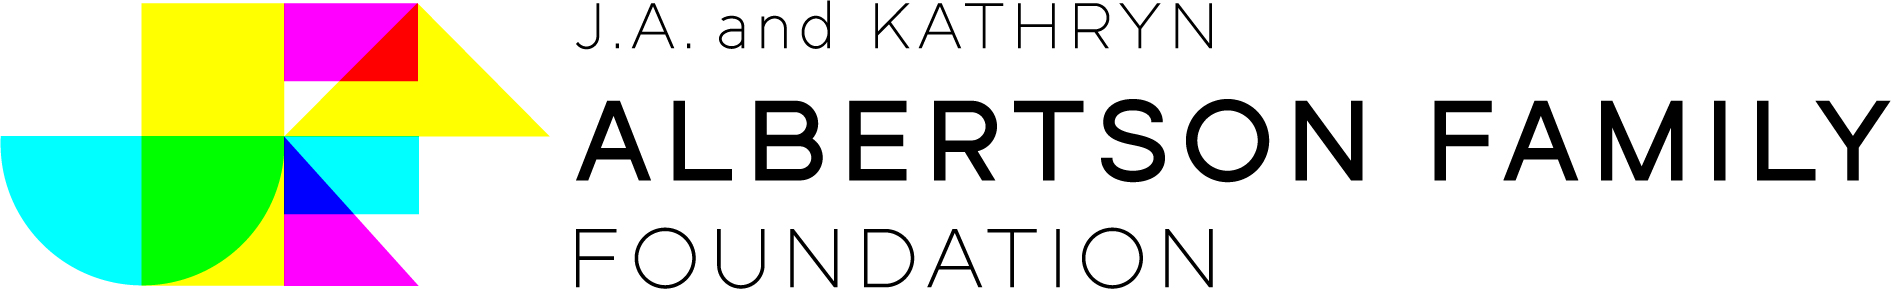 J.A. and KATHRYN
ALBERTSON FAMILY
FOUNDATION